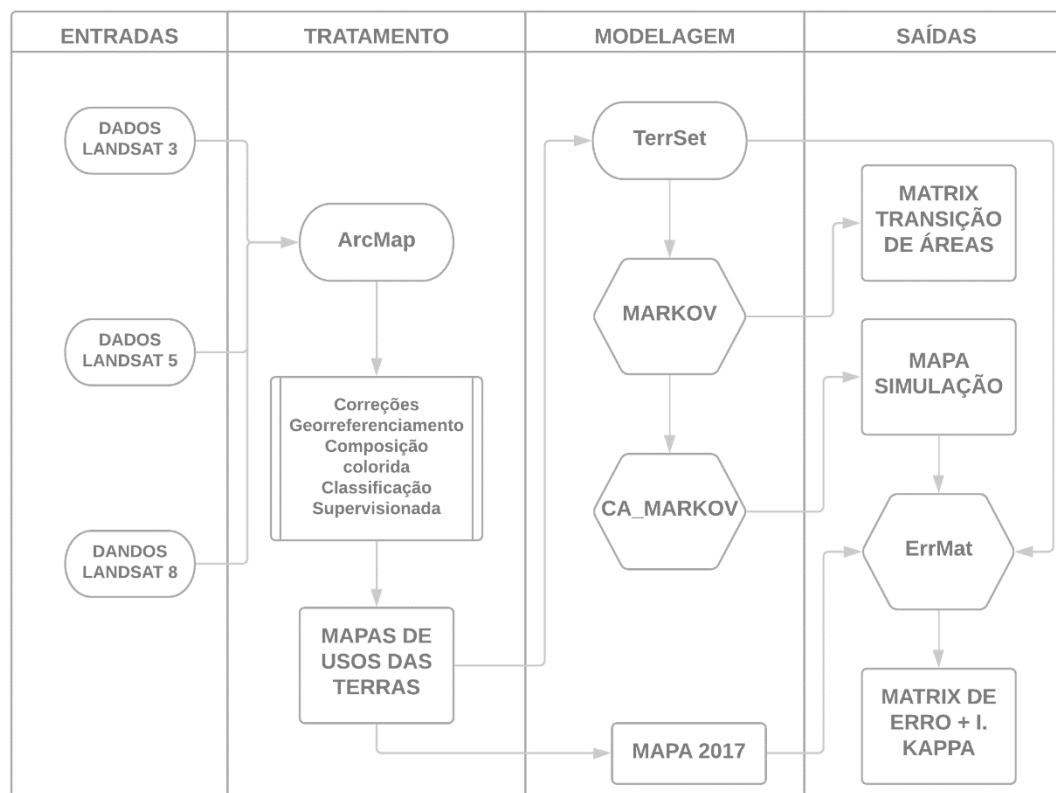 ENTRADAS
TRATAMENTO
MODELAGEM
SAÍDAS
DADOS
LANDSAT 3
DADOS
LANDSAT 5
DANDOS
LANDSAT 8
ArcMap
Correções
Georreferenciamento
Composição
colorida
Classificação
Supervisionada
MAPAS DE
USOS DAS
TERRAS
TerrSet
MARKOV
CA_MARKOV
MAPA 2017
MATRIX
TRANSIÇÃO
DE ÁREAS
MAPA
SIMULAÇÃO
ErrMat
MATRIX DE
ERRO + I.
KAPPA